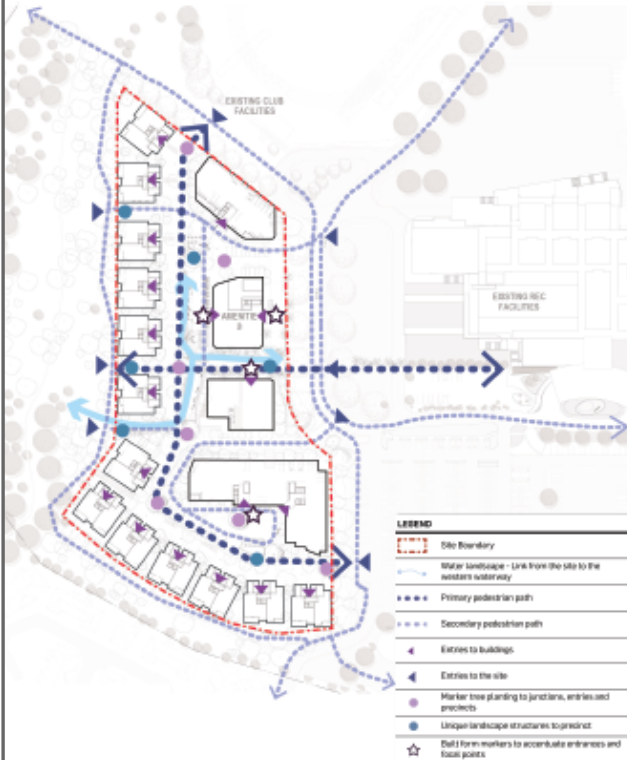 EXISTING CLUB
FACILITIES
EXISTING REC
FACILITIES
AMENITIE
S
LEGEND
Site Boundary
Water landscape - Link from the site to the
western waterway
Primary pedestrian path
Secondary pedestrian path
Entries to buildings
Entries to the site
Marker tree planting to junctions, entries and
precincts
Unique landscape structures to precinct
Built form markers to accentuate entrances and
focal points